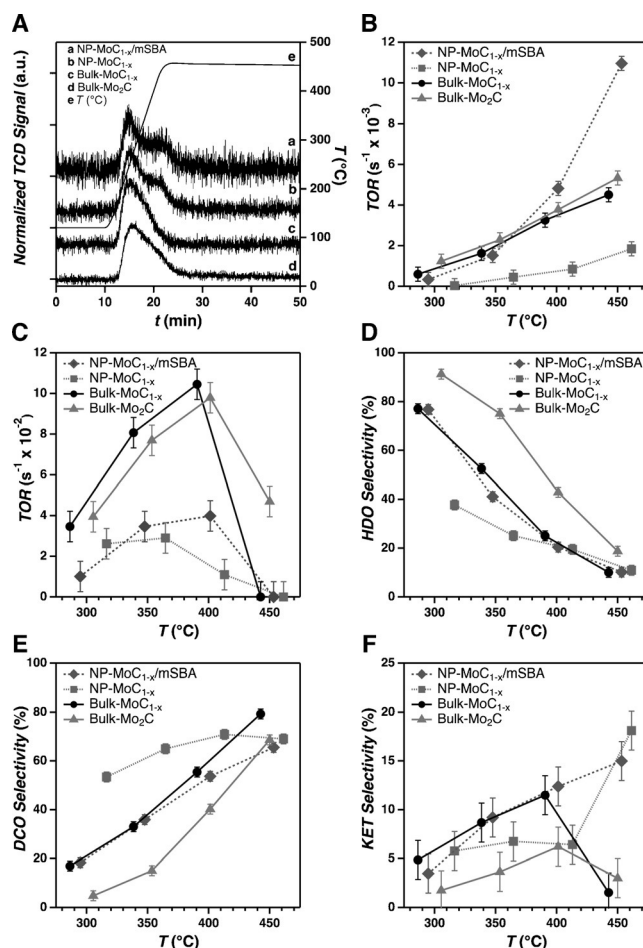 A
a NP-MoC1-x/mSBA
b NP-MoC1-x
c Bulk-MoC1-x
d Bulk-Mo2C
e T (°C)
e
a
b
c
d
Normalized TCD Signal (a.u.)
500
450
400
350
300
250
200
150
100
50
0
T (°C)
0 10 20 30 40 50
t (min)
B
NP-MoC1-x/mSBA
NP-MoC1-x
Bulk-MoC1-x
Bulk-Mo2C
TOR (s-1 x 10-3)
12
10
8
6
4
2
0
300 350 400 450
T (°C)
C
NP-MoC1-x/mSBA
NP-MoC1-x
Bulk-MoC1-x
Bulk-Mo2C
TOR (s-1 x 10-2)
12
10
8
6
4
2
0
300 350 400 450
T (°C)
D
NP-MoC1-x/mSBA
NP-MoC1-x
Bulk-MoC1-x
Bulk-Mo2C
HDO Selectivity (%)
100
80
60
40
20
0
300 350 400 450
T (°C)
E
NP-MoC1-x/mSBA
NP-MoC1-x
Bulk-MoC1-x
Bulk-Mo2C
DCO Selectivity (%)
100
80
60
40
20
0
300 350 400 450
T (°C)
F
NP-MoC1-x/mSBA
NP-MoC1-x
Bulk-MoC1-x
Bulk-Mo2C
KET Selectivity (%)
25
20
15
10
5
0
300 350 400 450
T (°C)